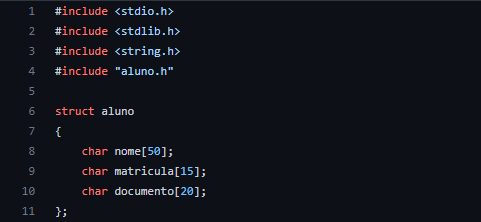 1 #include <stdio.h>
2 #include <stdlib.h>
3 #include <string.h>
4 #include "aluno.h"
5
6 struct aluno
7 {
8     char nome[50];
9     char matricula[15];
10     char documento[20];
11 };